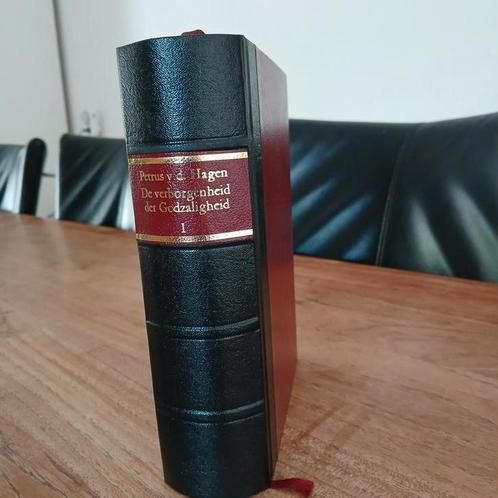 Petrus v. d. Hagen
De verborgenheid
der Godzaligheid
I